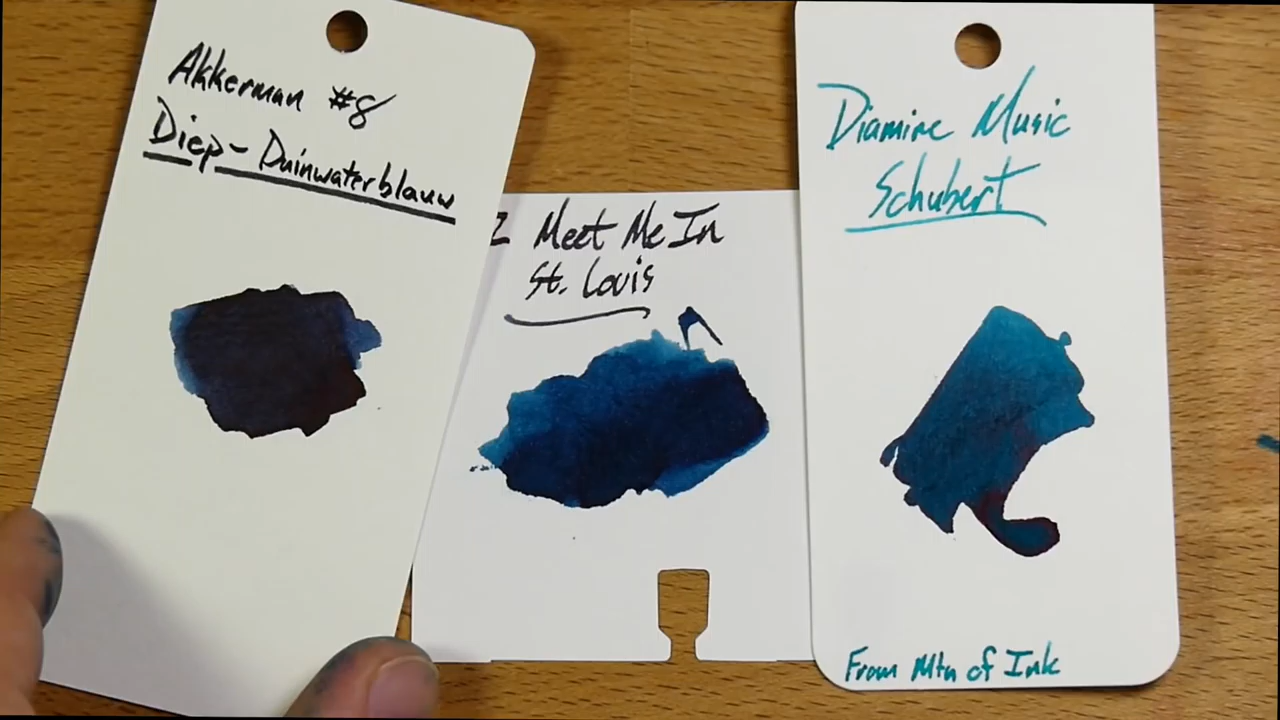 Akkerman #8
Diep-Duinwaterblauw
Meet Me In
St. Louis
Diamine Music
Schubert
From Mtn of Ink